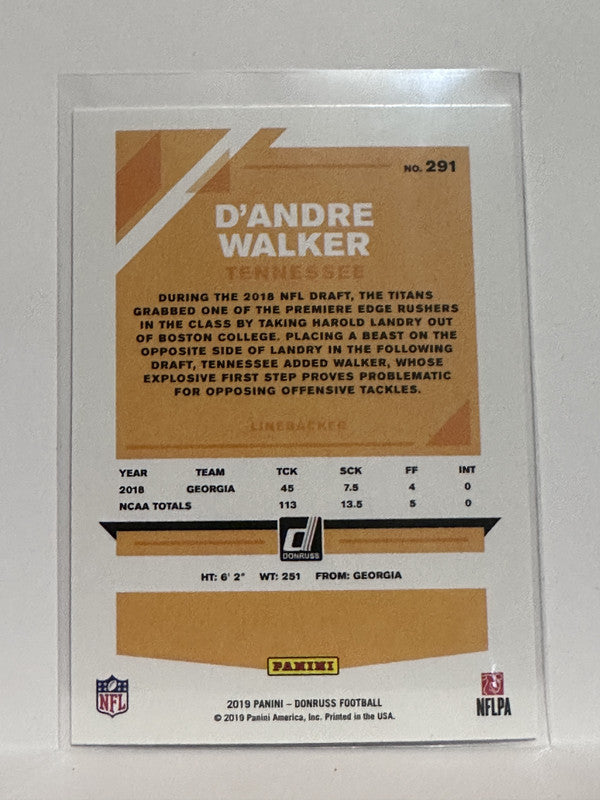 NO. 291
D'ANDRE
WALKER
TENNESSEE
DURING THE 2018 NFL DRAFT, THE TITANS
GRABBED ONE OF THE PREMIERE EDGE RUSHERS
IN THE CLASS BY TAKING HAROLD LANDRY OUT
OF BOSTON COLLEGE. PLACING A BEAST ON THE
OPPOSITE SIDE OF LANDRY IN THE FOLLOWING
DRAFT, TENNESSEE ADDED WALKER, WHOSE
EXPLOSIVE FIRST STEP PROVES PROBLEMATIC
FOR OPPOSING OFFENSIVE TACKLES.
LINEBACKER
YEAR TEAM TCK SCK FF INT
2018 GEORGIA 45 7.5 4 0
NCAA TOTALS 113 13.5 5 0
d
DONRUSS
HT: 6' 2" WT: 251 FROM: GEORGIA
PANINI
NFL
2019 PANINI – DONRUSS FOOTBALL
© 2019 Panini America, Inc. Printed in the USA.
NFLPA